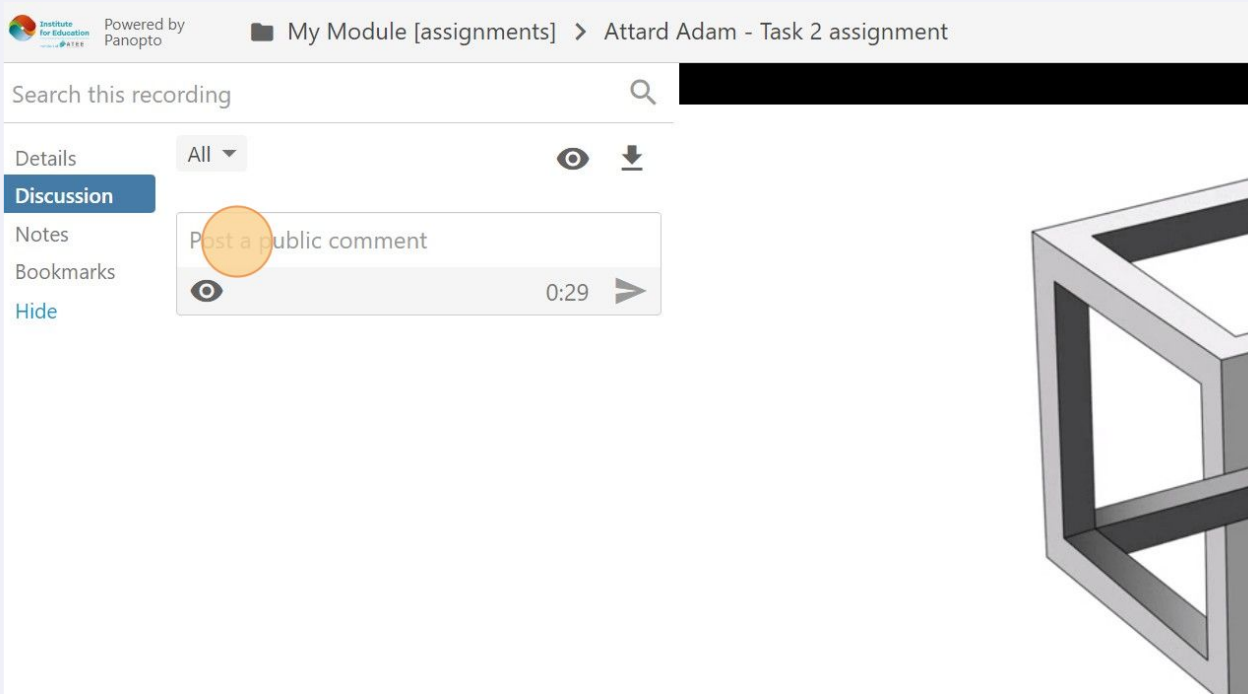 Institute
for Education
Powered by
Panopto
My Module [assignments] > Attard Adam - Task 2 assignment
Search this recording
All
Details
Discussion
Notes
Bookmarks
Hide
Post a public comment
0:29